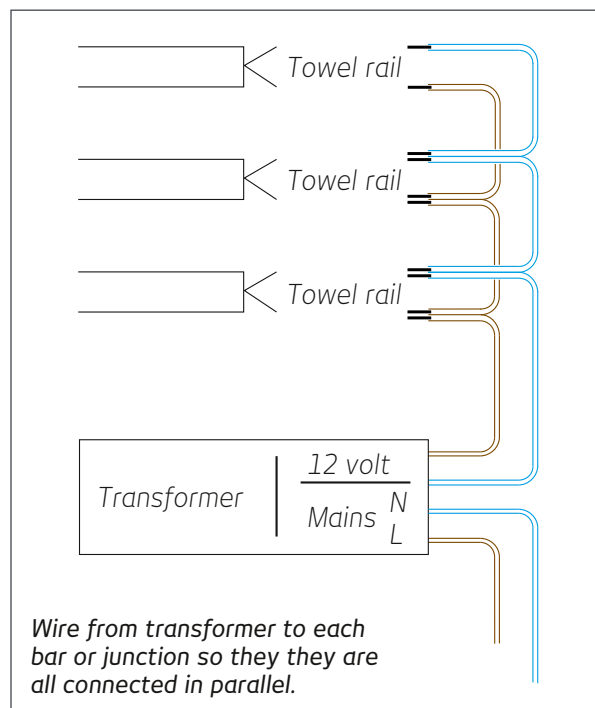 Towel rail
Towel rail
Towel rail
12 volt
Transformer
Mains N
L
Wire from transformer to each
bar or junction so they they are
all connected in parallel.